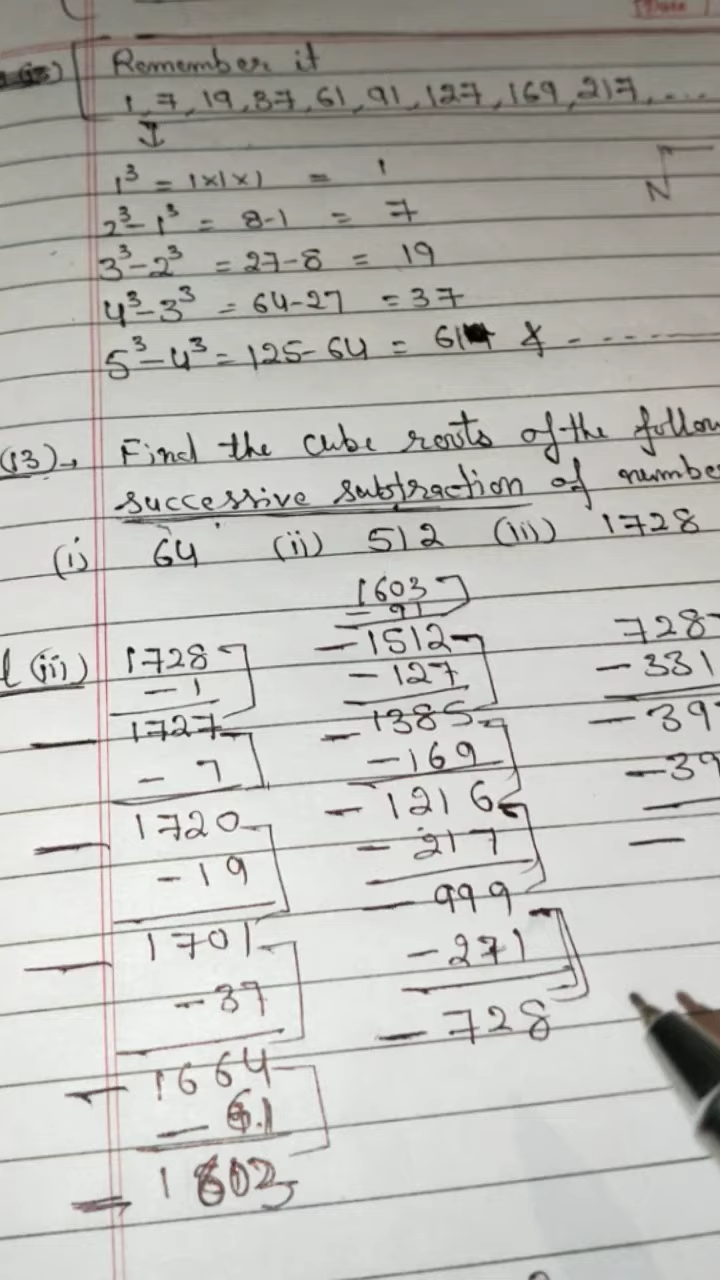 Remember it
1, 7, 19, 37, 61, 91, 127, 169, 217, ....
1³ = 1×1×1 = 1
2³-1³ = 8-1 = 7
3³-2³ = 27-8 = 19
4³-3³ = 64-27 = 37
5³-4³ = 125-64 = 61 & -------
(13)→ Find the cube roots of the follow
successive subtraction of number
(i) 64 (ii) 512 (iii) 1728
(iii) 1728
- 1
1727
- 7
1720
- 19
1701
- 37
1664
- 61
1603
1603
- 91
1512
- 127
1385
- 169
1216
- 217
999
- 271
728
728
- 331
39
- 39